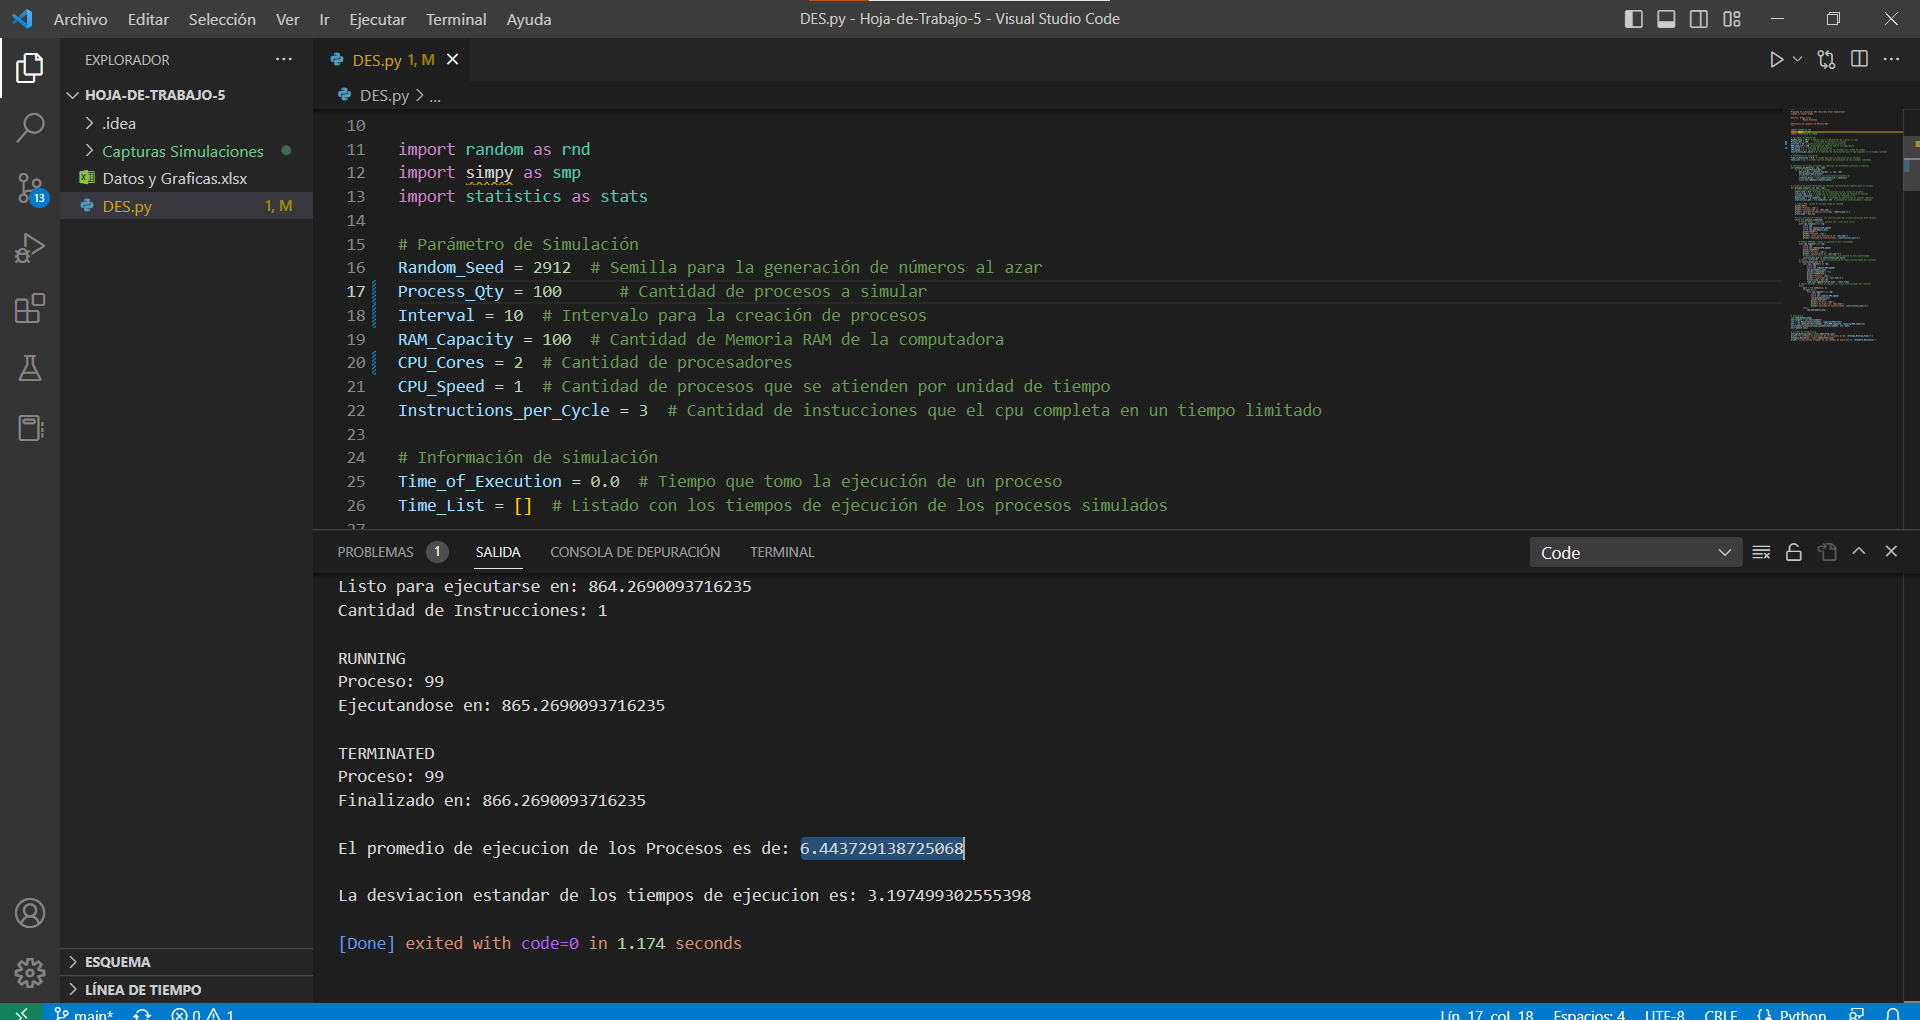 Archivo Editar Selección Ver Ir Ejecutar Terminal Ayuda
DES.py - Hoja-de-Trabajo-5 - Visual Studio Code
EXPLORADOR
HOJA-DE-TRABAJO-5
.idea
Capturas Simulaciones
Datos y Graficas.xlsx
DES.py 1, M
13
ESQUEMA
LÍNEA DE TIEMPO
DES.py 1, M
DES.py > ...
10
11 import random as rnd
12 import simpy as smp
13 import statistics as stats
14
15 # Parámetro de Simulación
16 Random_Seed = 2912 # Semilla para la generación de números al azar
17 Process_Qty = 100 # Cantidad de procesos a simular
18 Interval = 10 # Intervalo para la creación de procesos
19 RAM_Capacity = 100 # Cantidad de Memoria RAM de la computadora
20 CPU_Cores = 2 # Cantidad de procesadores
21 CPU_Speed = 1 # Cantidad de procesos que se atienden por unidad de tiempo
22 Instructions_per_Cycle = 3 # Cantidad de instucciones que el cpu completa en un tiempo limitado
23
24 # Información de simulación
25 Time_of_Execution = 0.0 # Tiempo que tomo la ejecución de un proceso
26 Time_List = [] # Listado con los tiempos de ejecución de los procesos simulados
27
PROBLEMAS 1 SALIDA CONSOLA DE DEPURACIÓN TERMINAL Code
Listo para ejecutarse en: 864.2690093716235
Cantidad de Instrucciones: 1
RUNNING
Proceso: 99
Ejecutandose en: 865.2690093716235
TERMINATED
Proceso: 99
Finalizado en: 866.2690093716235
El promedio de ejecucion de los Procesos es de: 6.443729138725068
La desviacion estandar de los tiempos de ejecucion es: 3.197499302555398
[Done] exited with code=0 in 1.174 seconds
main* 0 1 Lín. 17, col. 18 Espacios: 4 UTF-8 CRLF Python